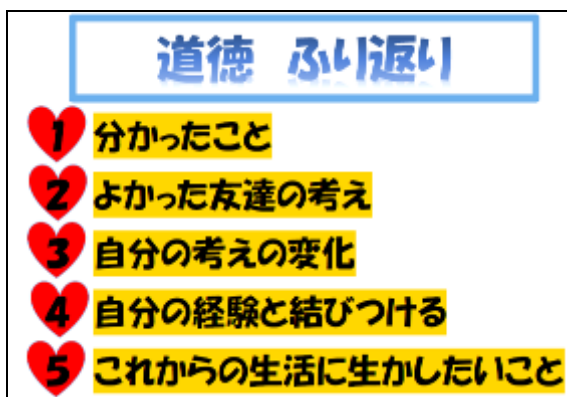 道徳 ふり返り
1 分かったこと
2 よかった友達の考え
3 自分の考えの変化
4 自分の経験と結びつける
5 これからの生活に生かしたいこと